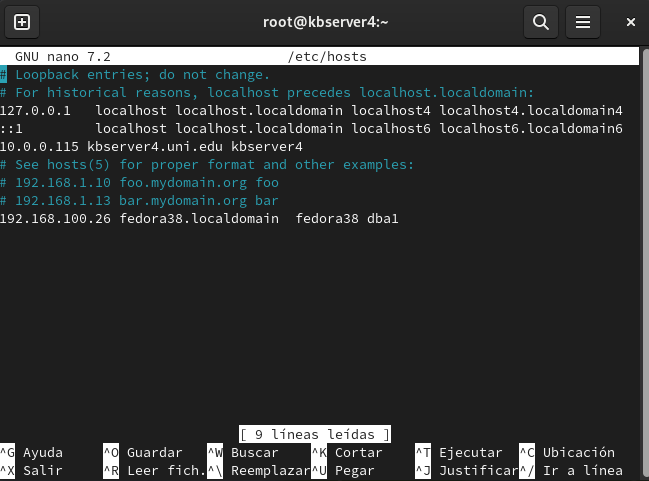 root@kbserver4:~
GNU nano 7.2 /etc/hosts
# Loopback entries; do not change.
# For historical reasons, localhost precedes localhost.localdomain:
127.0.0.1   localhost localhost.localdomain localhost4 localhost4.localdomain4
::1         localhost localhost.localdomain localhost6 localhost6.localdomain6
10.0.0.115 kbserver4.uni.edu kbserver4
# See hosts(5) for proper format and other examples:
# 192.168.1.10 foo.mydomain.org foo
# 192.168.1.13 bar.mydomain.org bar
192.168.100.26 fedora38.localdomain  fedora38 dba1
[ 9 líneas leídas ]
^G Ayuda ^O Guardar ^W Buscar ^K Cortar ^T Ejecutar ^C Ubicación
^X Salir ^R Leer fich. ^\ Reemplazar ^U Pegar ^J Justificar ^/ Ir a línea